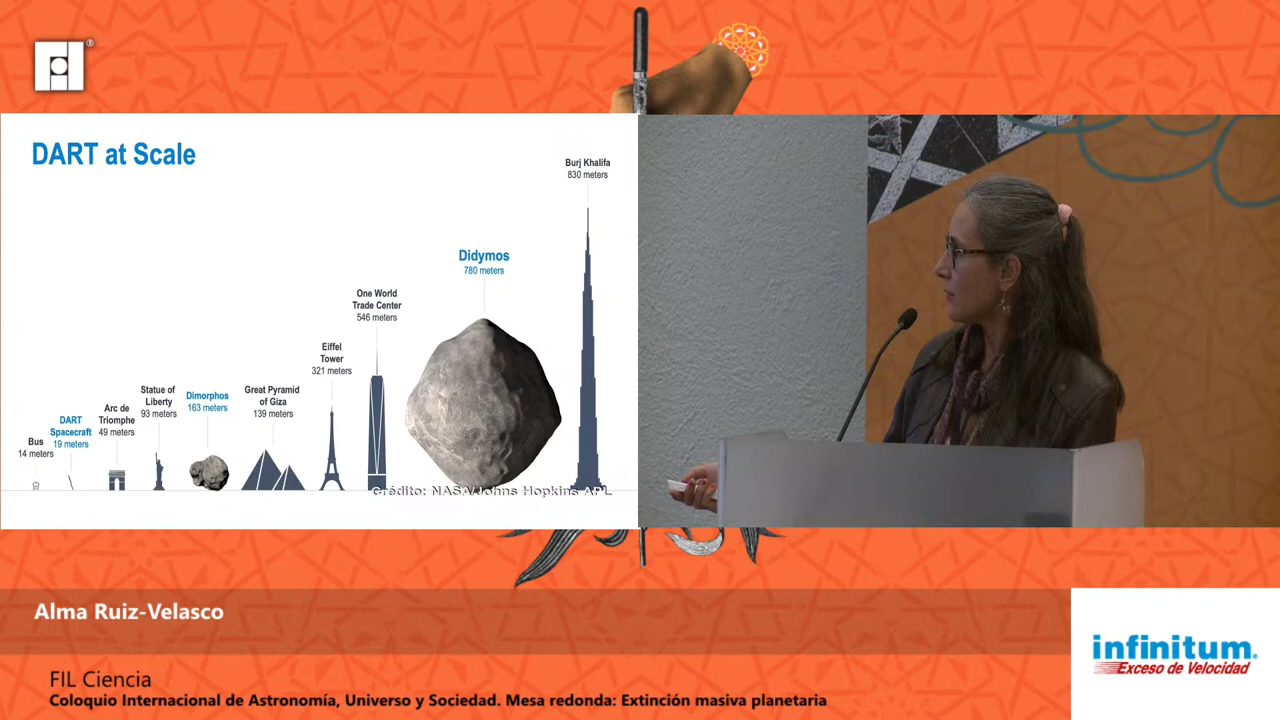 DART at Scale
Burj Khalifa
830 meters
Didymos
780 meters
One World
Trade Center
546 meters
Eiffel
Tower
321 meters
Great Pyramid
of Giza
139 meters
Dimorphos
163 meters
Statue of
Liberty
93 meters
Arc de
Triomphe
49 meters
DART
Spacecraft
19 meters
Bus
14 meters
Crédito: NASA/Johns Hopkins APL
Alma Ruiz-Velasco
FIL Ciencia
Coloquio Internacional de Astronomía, Universo y Sociedad. Mesa redonda: Extinción masiva planetaria
infinitum.
Exceso de Velocidad
®